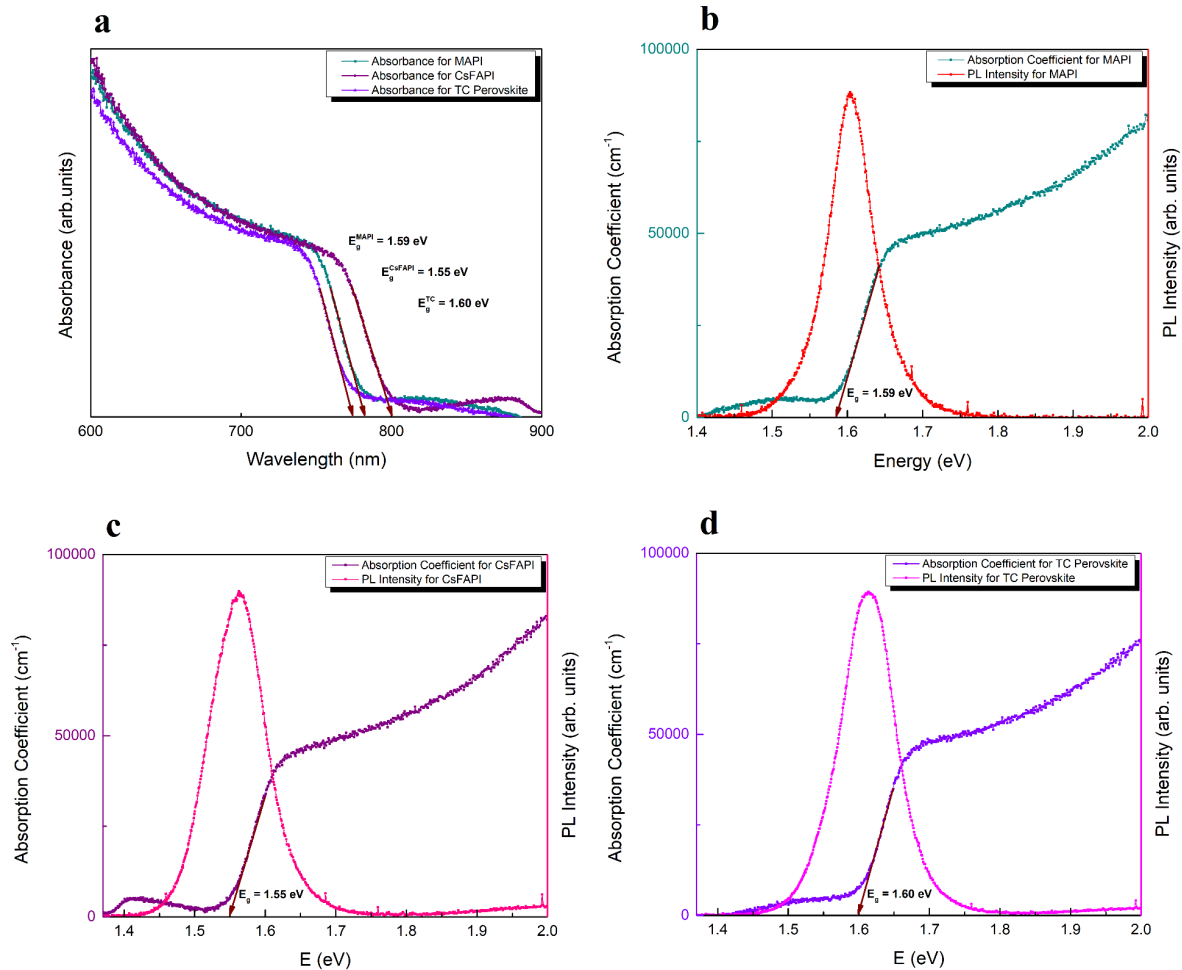 a
Absorbance for MAPI
Absorbance for CsFAPI
Absorbance for TC Perovskite
Absorbance (arb.units)
E_g^MAPI = 1.59 eV
E_g^CsFAPI = 1.55 eV
E_g^TC = 1.60 eV
600 700 800 900
Wavelength (nm)
b
Absorption Coefficient for MAPI
PL Intensity for MAPI
100000
50000
0
Absorption Coefficient (cm⁻¹)
PL Intensity (arb. units)
E_g = 1.59 eV
1.4 1.5 1.6 1.7 1.8 1.9 2.0
Energy (eV)
c
Absorption Coefficient for CsFAPI
PL Intensity for CsFAPI
100000
50000
0
Absorption Coefficient (cm⁻¹)
PL Intensity (arb. units)
E_g = 1.55 eV
1.4 1.5 1.6 1.7 1.8 1.9 2.0
E (eV)
d
Absorption Coefficient for TC Perovskite
PL Intensity for TC Perovskite
100000
50000
0
Absorption Coefficient (cm⁻¹)
PL Intensity (arb. units)
E_g = 1.60 eV
1.4 1.5 1.6 1.7 1.8 1.9 2.0
E (eV)